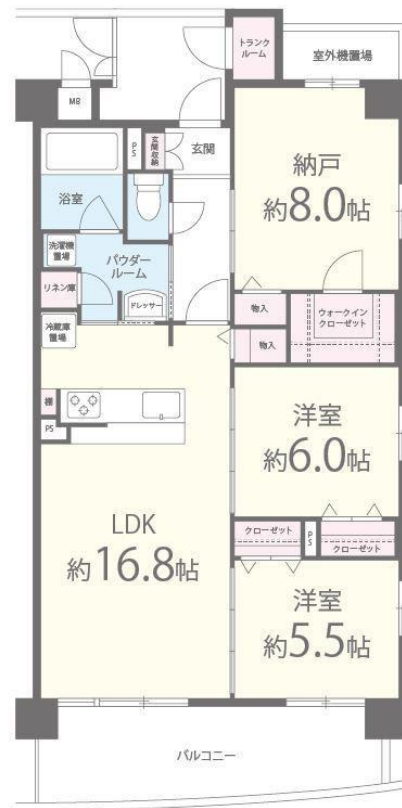 トランク
ルーム
室外機置場
MB
PS
玄関収納
玄関
納戸
約8.0帖
浴室
洗濯機
置場
パウダー
ルーム
リネン庫
ドレッサー
物入
ウォークイン
クローゼット
冷蔵庫
置場
物入
棚
PS
洋室
約6.0帖
LDK
約16.8帖
クローゼット
PS
クローゼット
洋室
約5.5帖
バルコニー